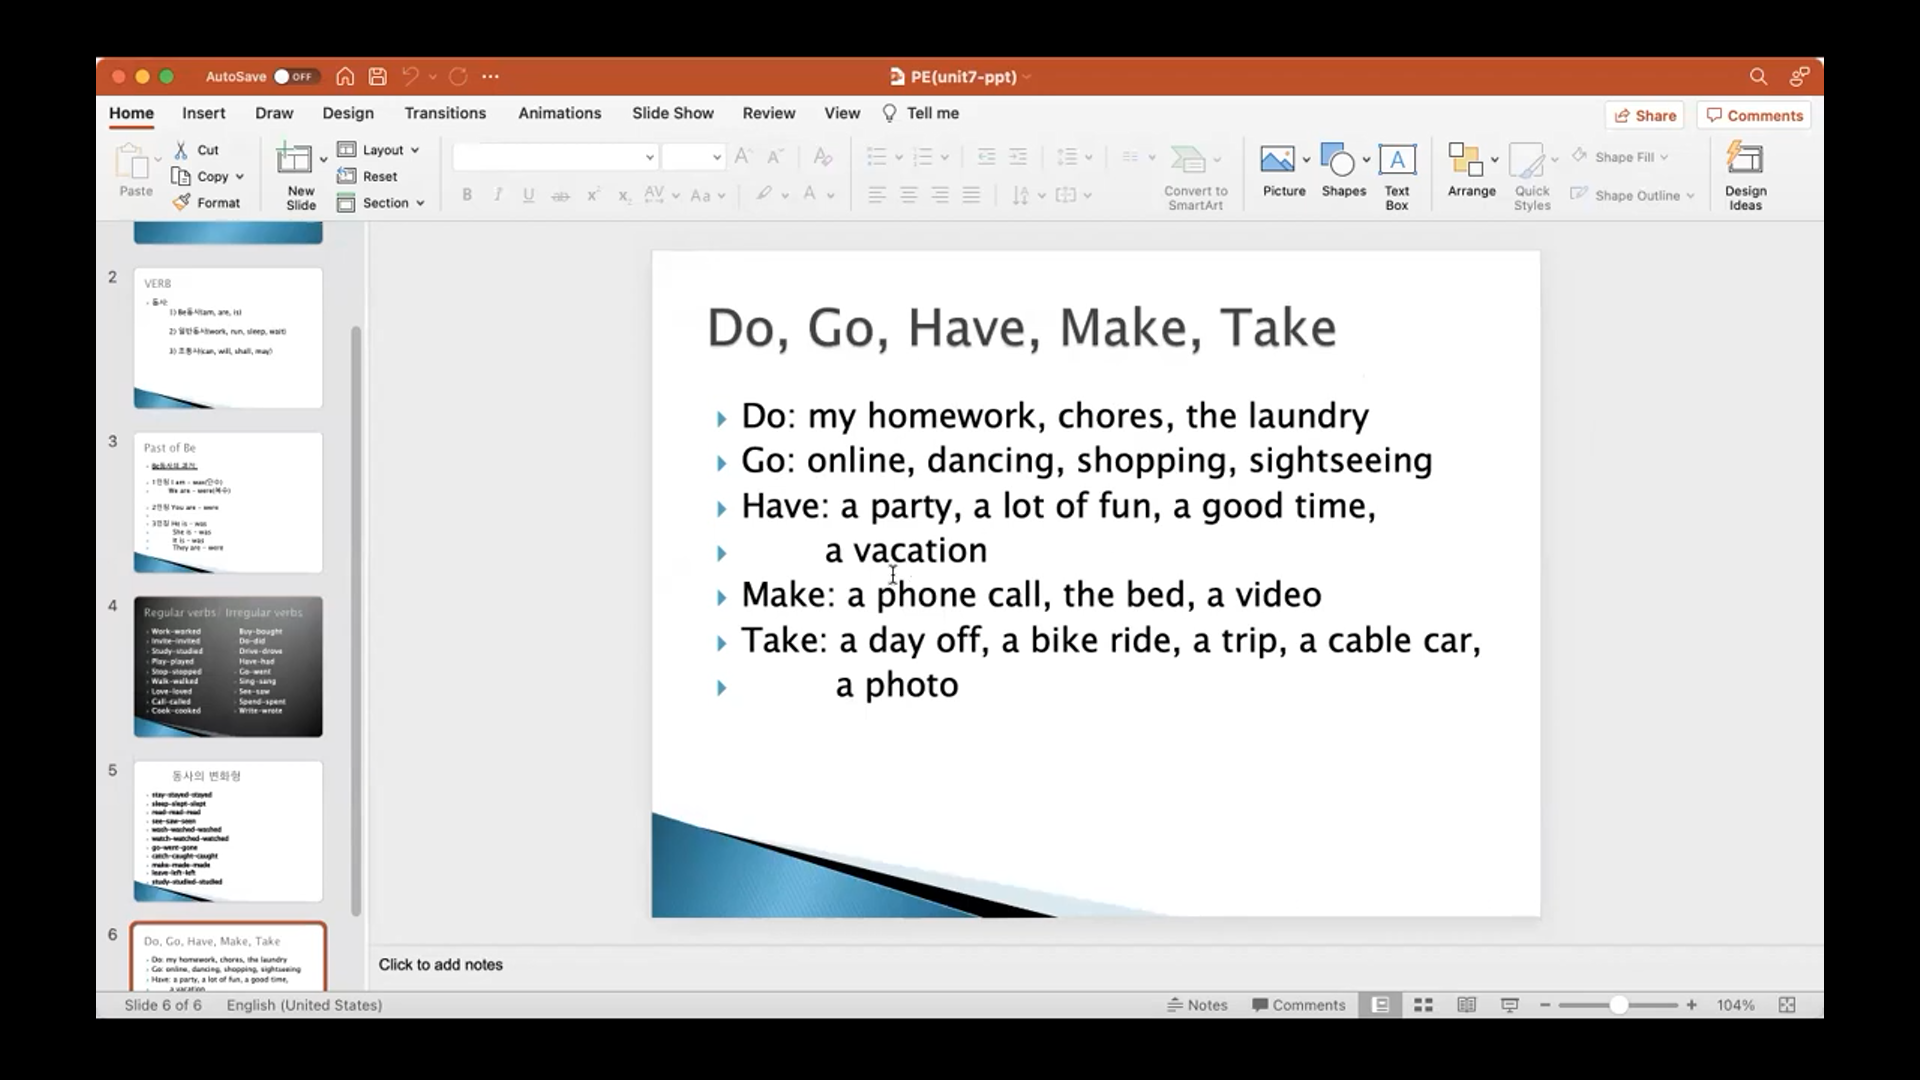 AutoSave OFF
PE(unit7-ppt)
Home Insert Draw Design Transitions Animations Slide Show Review View Tell me
Share Comments
Paste
Cut
Copy
Format
New Slide
Layout
Reset
Section
Convert to SmartArt
Picture
Shapes
Text Box
Arrange
Quick Styles
Shape Fill
Shape Outline
Design Ideas
2
VERB
동사
1) Be동사(am, are, is)
2) 일반동사(work, run, sleep, wait)
3) 조동사(can, will, shall, may)
3
Past of Be
Be동사의 과거
1인칭 I am - was(단수)
We are - were(복수)
2인칭 You are - were
3인칭 He is - was
She is - was
It is - was
They are - were
4
Regular verbs Irregular verbs
Work-worked Buy-bought
Invite-invited Do-did
Study-studied Drive-drove
Play-played Have-had
Stop-stopped Go-went
Walk-walked Sing-sang
Love-loved See-saw
Call-called Spend-spent
Cook-cooked Write-wrote
5
동사의 변화형
stay-stayed-stayed
sleep-slept-slept
read-read-read
see-saw-seen
wash-washed-washed
watch-watched-watched
go-went-gone
catch-caught-caught
make-made-made
leave-left-left
study-studied-studied
6
Do, Go, Have, Make, Take
Do: my homework, chores, the laundry
Go: online, dancing, shopping, sightseeing
Have: a party, a lot of fun, a good time,
a vacation
Do, Go, Have, Make, Take
Do: my homework, chores, the laundry
Go: online, dancing, shopping, sightseeing
Have: a party, a lot of fun, a good time,
a vacation
Make: a phone call, the bed, a video
Take: a day off, a bike ride, a trip, a cable car,
a photo
Click to add notes
Slide 6 of 6 English (United States)
Notes Comments 104%